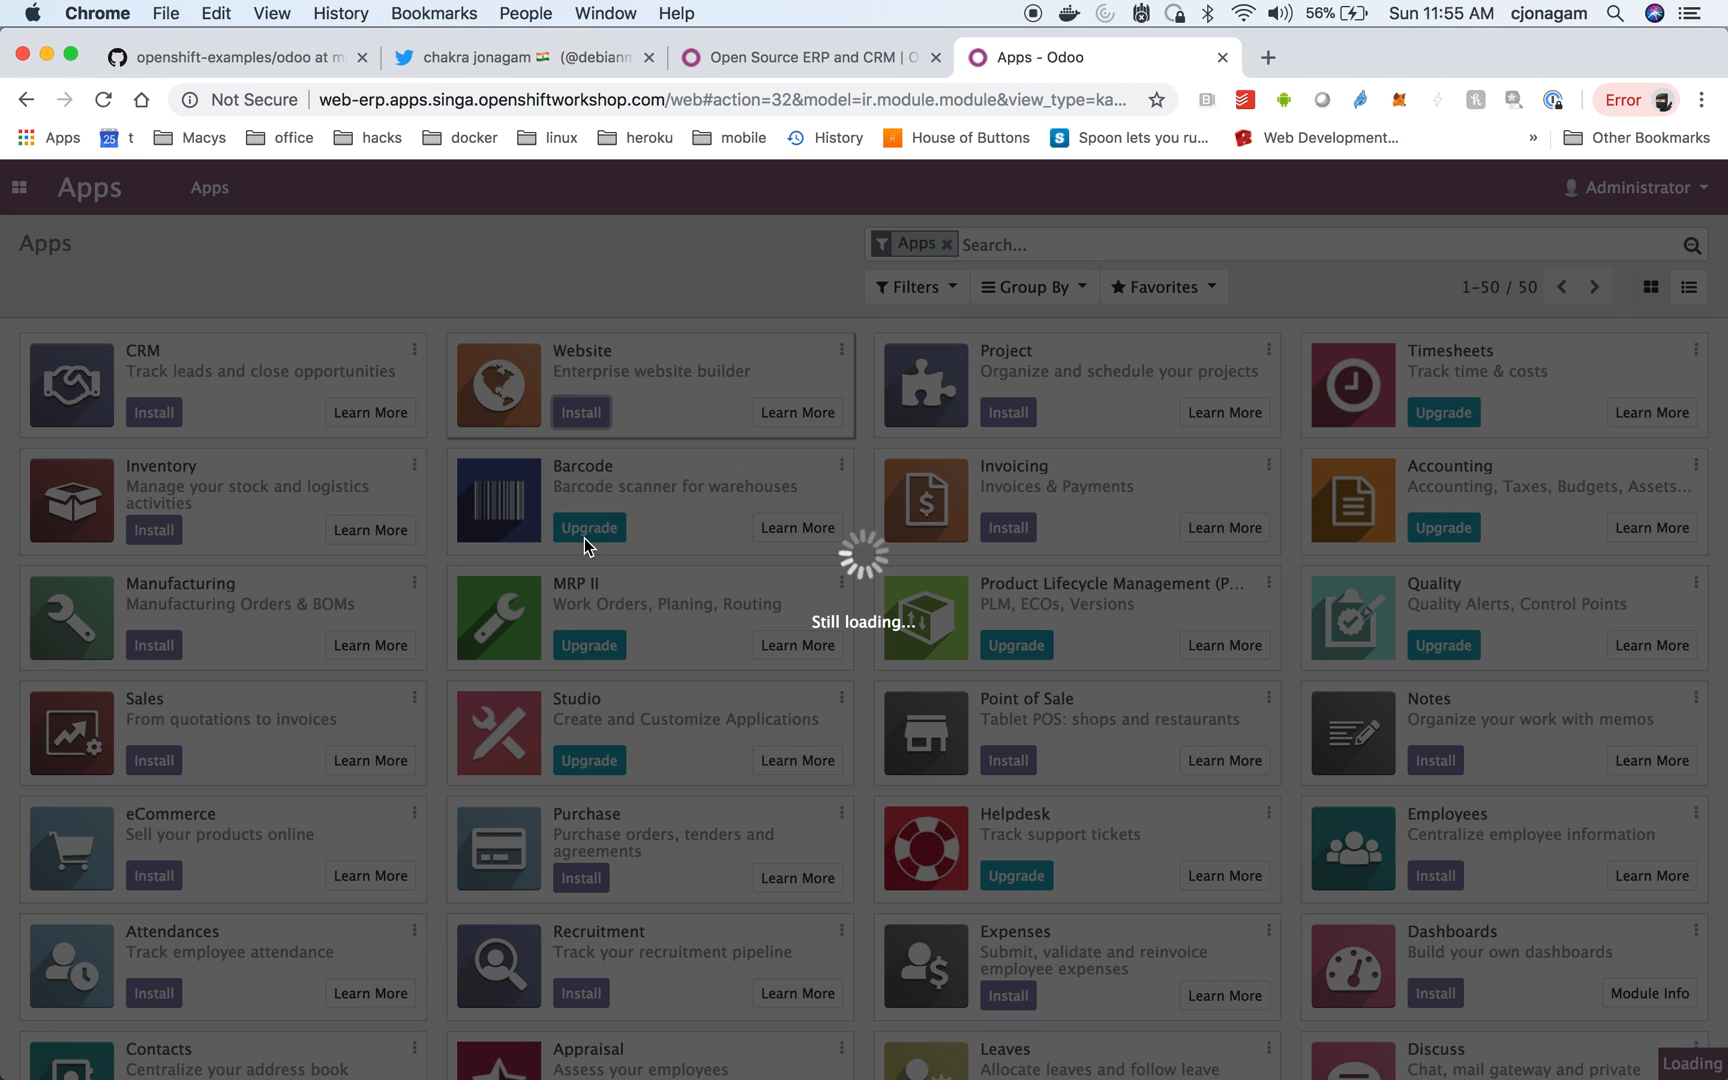 Chrome File Edit View History Bookmarks People Window Help 56% Sun 11:55 AM cjonagam
openshift-examples/odoo at m chakra jonagam (@debianm Open Source ERP and CRM | O Apps - Odoo
Not Secure web-erp.apps.singa.openshiftworkshop.com/web#action=32&model=ir.module.module&view_type=ka... Error
Apps 25 t Macys office hacks docker linux heroku mobile History House of Buttons Spoon lets you ru... Web Development... » Other Bookmarks
Apps Apps Administrator
Apps Apps Search...
Filters Group By Favorites 1-50 / 50
CRM Website Project Timesheets
Track leads and close opportunities Enterprise website builder Organize and schedule your projects Track time & costs
Install Learn More Install Learn More Install Learn More Upgrade Learn More
Inventory Barcode Invoicing Accounting
Manage your stock and logistics Barcode scanner for warehouses Invoices & Payments Accounting, Taxes, Budgets, Assets...
activities
Install Learn More Upgrade Learn More Install Learn More Upgrade Learn More
Manufacturing MRP II Product Lifecycle Management (P... Quality
Manufacturing Orders & BOMs Work Orders, Planing, Routing PLM, ECOs, Versions Quality Alerts, Control Points
Still loading...
Install Learn More Upgrade Learn More Upgrade Learn More Upgrade Learn More
Sales Studio Point of Sale Notes
From quotations to invoices Create and Customize Applications Tablet POS: shops and restaurants Organize your work with memos
Install Learn More Upgrade Learn More Install Learn More Install Learn More
eCommerce Purchase Helpdesk Employees
Sell your products online Purchase orders, tenders and Track support tickets Centralize employee information
agreements
Install Learn More Install Learn More Upgrade Learn More Install Learn More
Attendances Recruitment Expenses Dashboards
Track employee attendance Track your recruitment pipeline Submit, validate and reinvoice Build your own dashboards
employee expenses
Install Learn More Install Learn More Install Learn More Install Module Info
Contacts Appraisal Leaves Discuss
Centralize your address book Assess your employees Allocate leaves and follow leave Chat, mail gateway and private
Loading